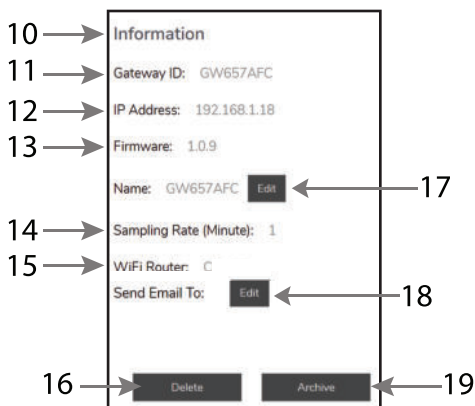 10 Information
11 Gateway ID: GW657AFC
12 IP Address: 192.168.1.18
13 Firmware: 1.0.9
Name: GW657AFC Edit 17
14 Sampling Rate (Minute): 1
15 WiFi Router: C
Send Email To: Edit 18
16 Delete Archive 19